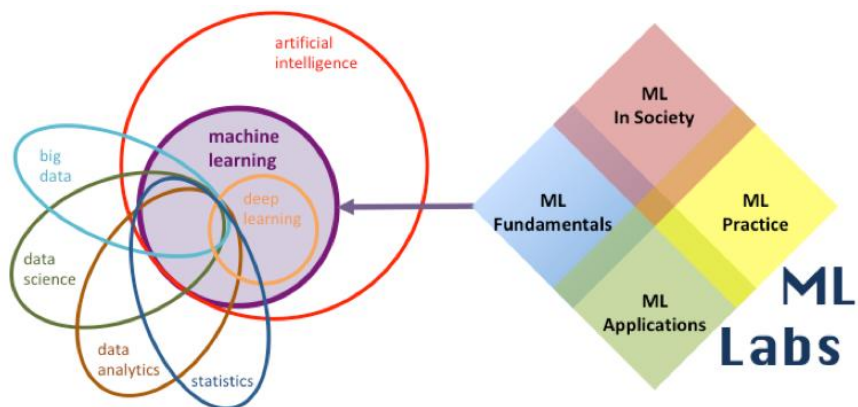 artificial
intelligence
machine
learning
big
data
deep
learning
data
science
data
analytics
statistics
ML
In Society
ML
Fundamentals
ML
Practice
ML
Applications
ML
Labs